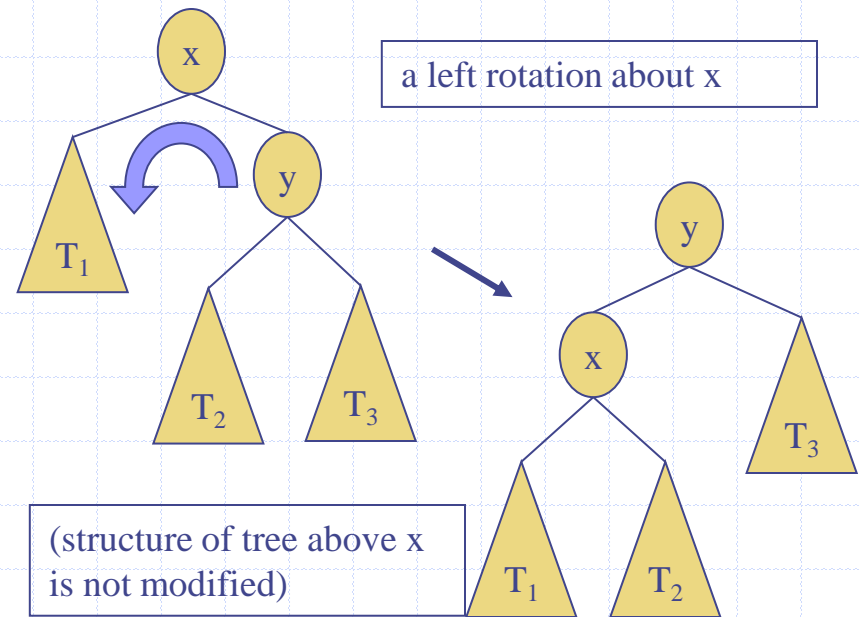 x
a left rotation about x
y
T₁
T₂
T₃
y
x
T₃
T₁
T₂
(structure of tree above x
is not modified)